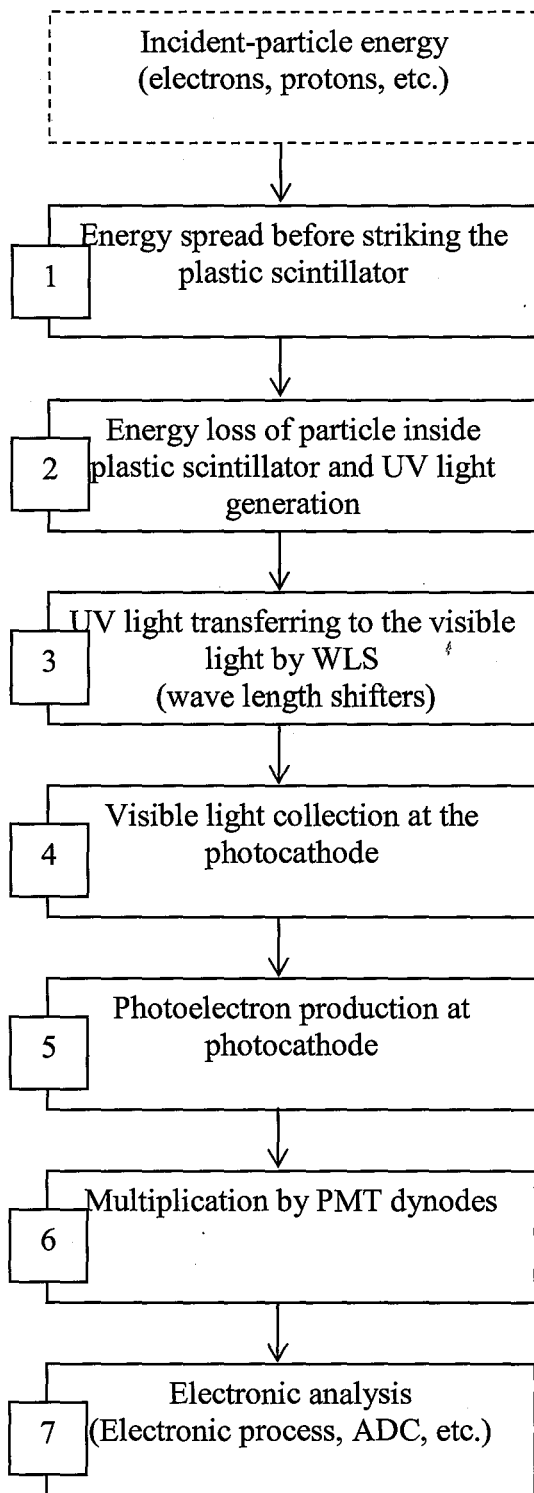 Incident-particle energy
(electrons, protons, etc.)
Energy spread before striking the
1
plastic scintillator
Energy loss of particle inside
2
plastic scintillator and UV light
generation
UV light transferring to the visible
3
light by WLS
(wave length shifters)
Visible light collection at the
4
photocathode
Photoelectron production at
5
photocathode
Multiplication by PMT dynodes
6
Electronic analysis
7
(Electronic process, ADC, etc.)